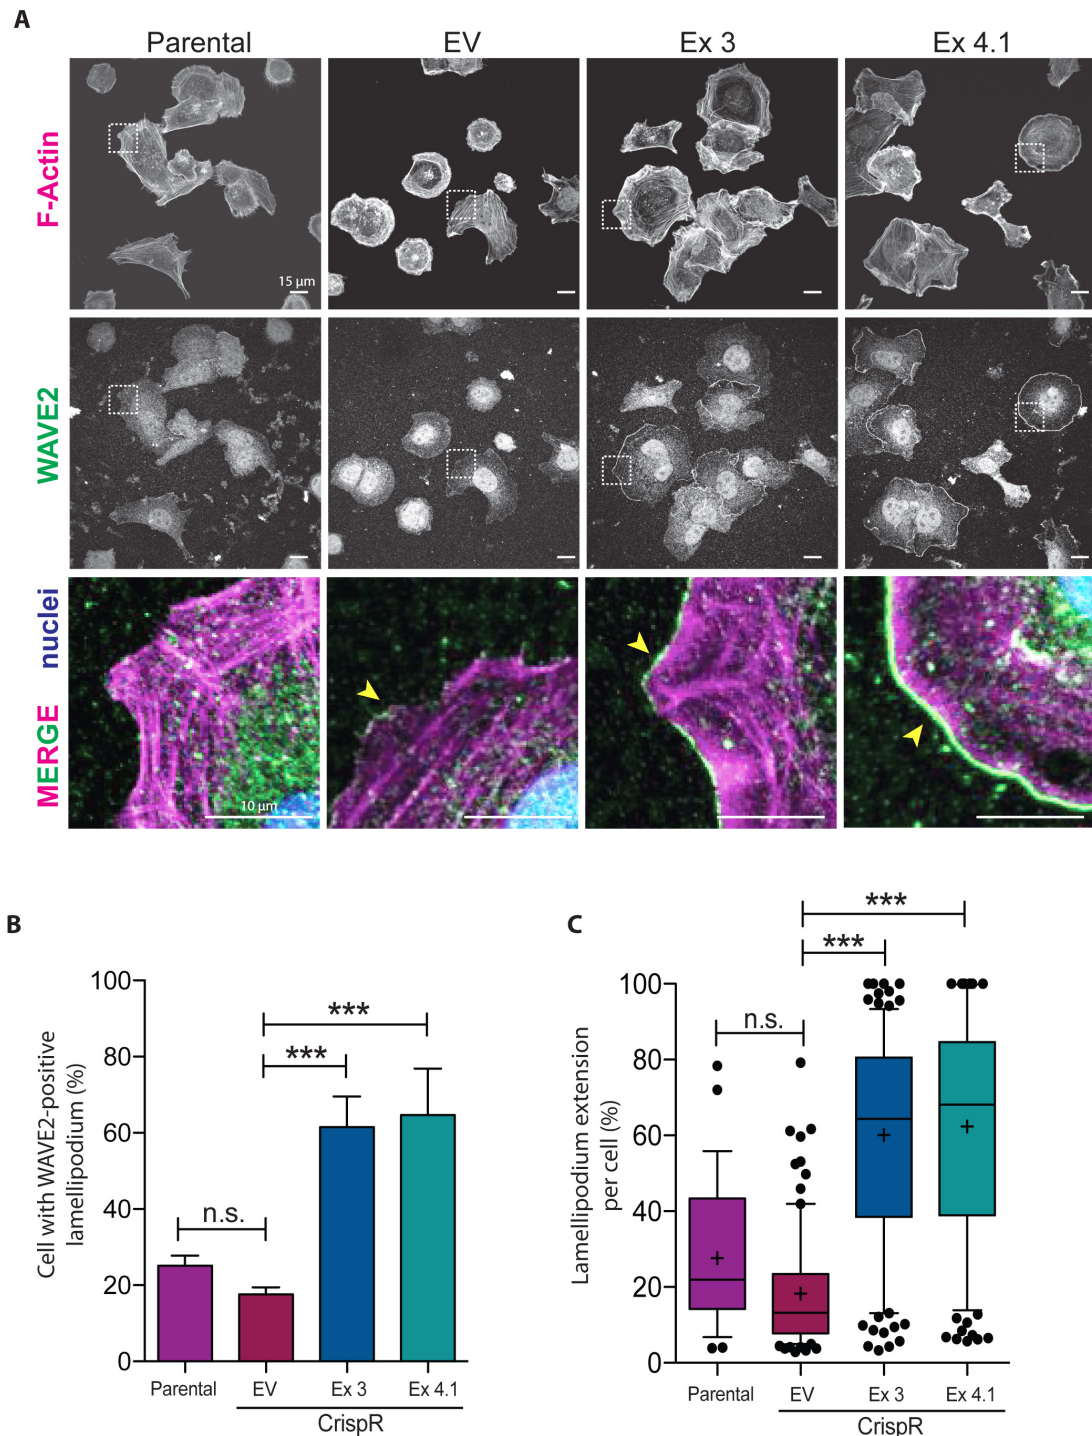 A
Parental EV Ex 3 Ex 4.1
F-Actin
15 µm
WAVE2
MERGE nuclei
10 µm
B
Cell with WAVE2-positive
lamellipodium (%)
100
80
60
40
20
0
n.s.
***
***
Parental EV Ex 3 Ex 4.1
CrispR
C
Lamellipodium extension
per cell (%)
100
80
60
40
20
0
n.s.
***
***
Parental EV Ex 3 Ex 4.1
CrispR